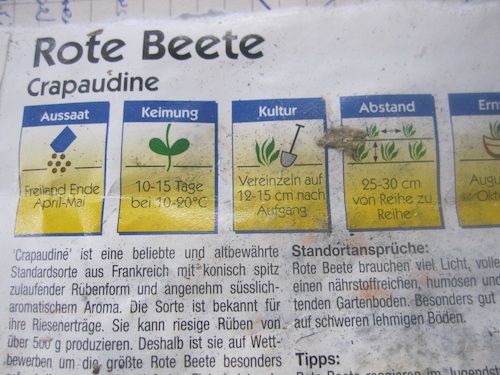 Rote Beete
Crapaudine
Aussaat
Freiland Ende
April-Mai
Keimung
10-15 Tage
bei 10-20°C
Kultur
Vereinzeln auf
12-15 cm nach
Aufgang
Abstand
25-30 cm
von Reihe zu
Reihe
'Crapaudine' ist eine beliebte und altbewährte
Standardsorte aus Frankreich mit konisch spitz
zulaufender Rübenform und angenehm süsslich-
aromatischem Aroma. Die Sorte ist bekannt für
ihre Riesenerträge. Sie kann riesige Rüben von
über 500 g produzieren. Deshalb ist sie auf Wett-
bewerben um die größte Rote Beete besonders
Standortansprüche:
Rote Beete brauchen viel Licht, volle
einen nährstoffreichen, humosen und
tenden Gartenboden. Besonders gut
auf schweren lehmigen Böden.
Tipps: